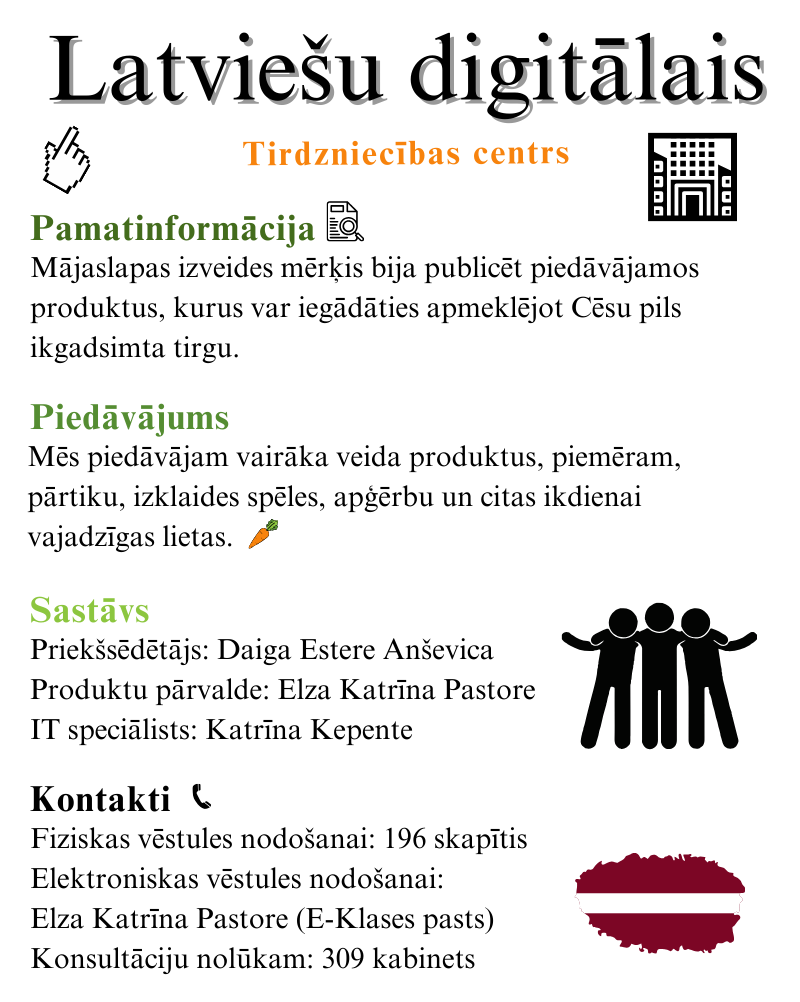 Latviešu digitālais
Tirdzniecības centrs
Pamatinformācija
Mājaslapas izveides mērķis bija publicēt piedāvājamos
produktus, kurus var iegādāties apmeklējot Cēsu pils
ikgadsimta tirgu.
Piedāvājums
Mēs piedāvājam vairāka veida produktus, piemēram,
pārtiku, izklaides spēles, apģērbu un citas ikdienai
vajadzīgas lietas.
Sastāvs
Priekšsēdētājs: Daiga Estere Anševica
Produktu pārvalde: Elza Katrīna Pastore
IT speciālists: Katrīna Kepente
Kontakti
Fiziskas vēstules nodošanai: 196 skapītis
Elektroniskas vēstules nodošanai:
Elza Katrīna Pastore (E-Klases pasts)
Konsultāciju nolūkam: 309 kabinets